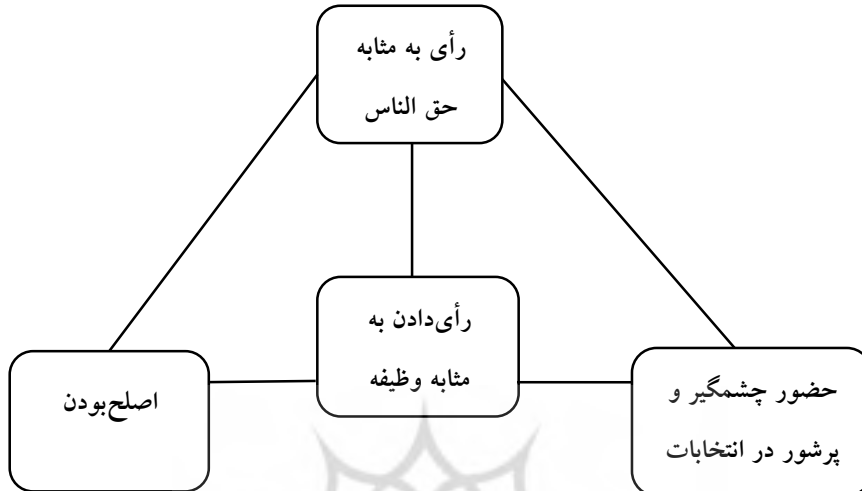 رأی به مثابه
حق الناس
رأی‌دادن به
مثابه وظیفه
حضور چشمگیر و
پرشور در انتخابات
اصلح‌بودن